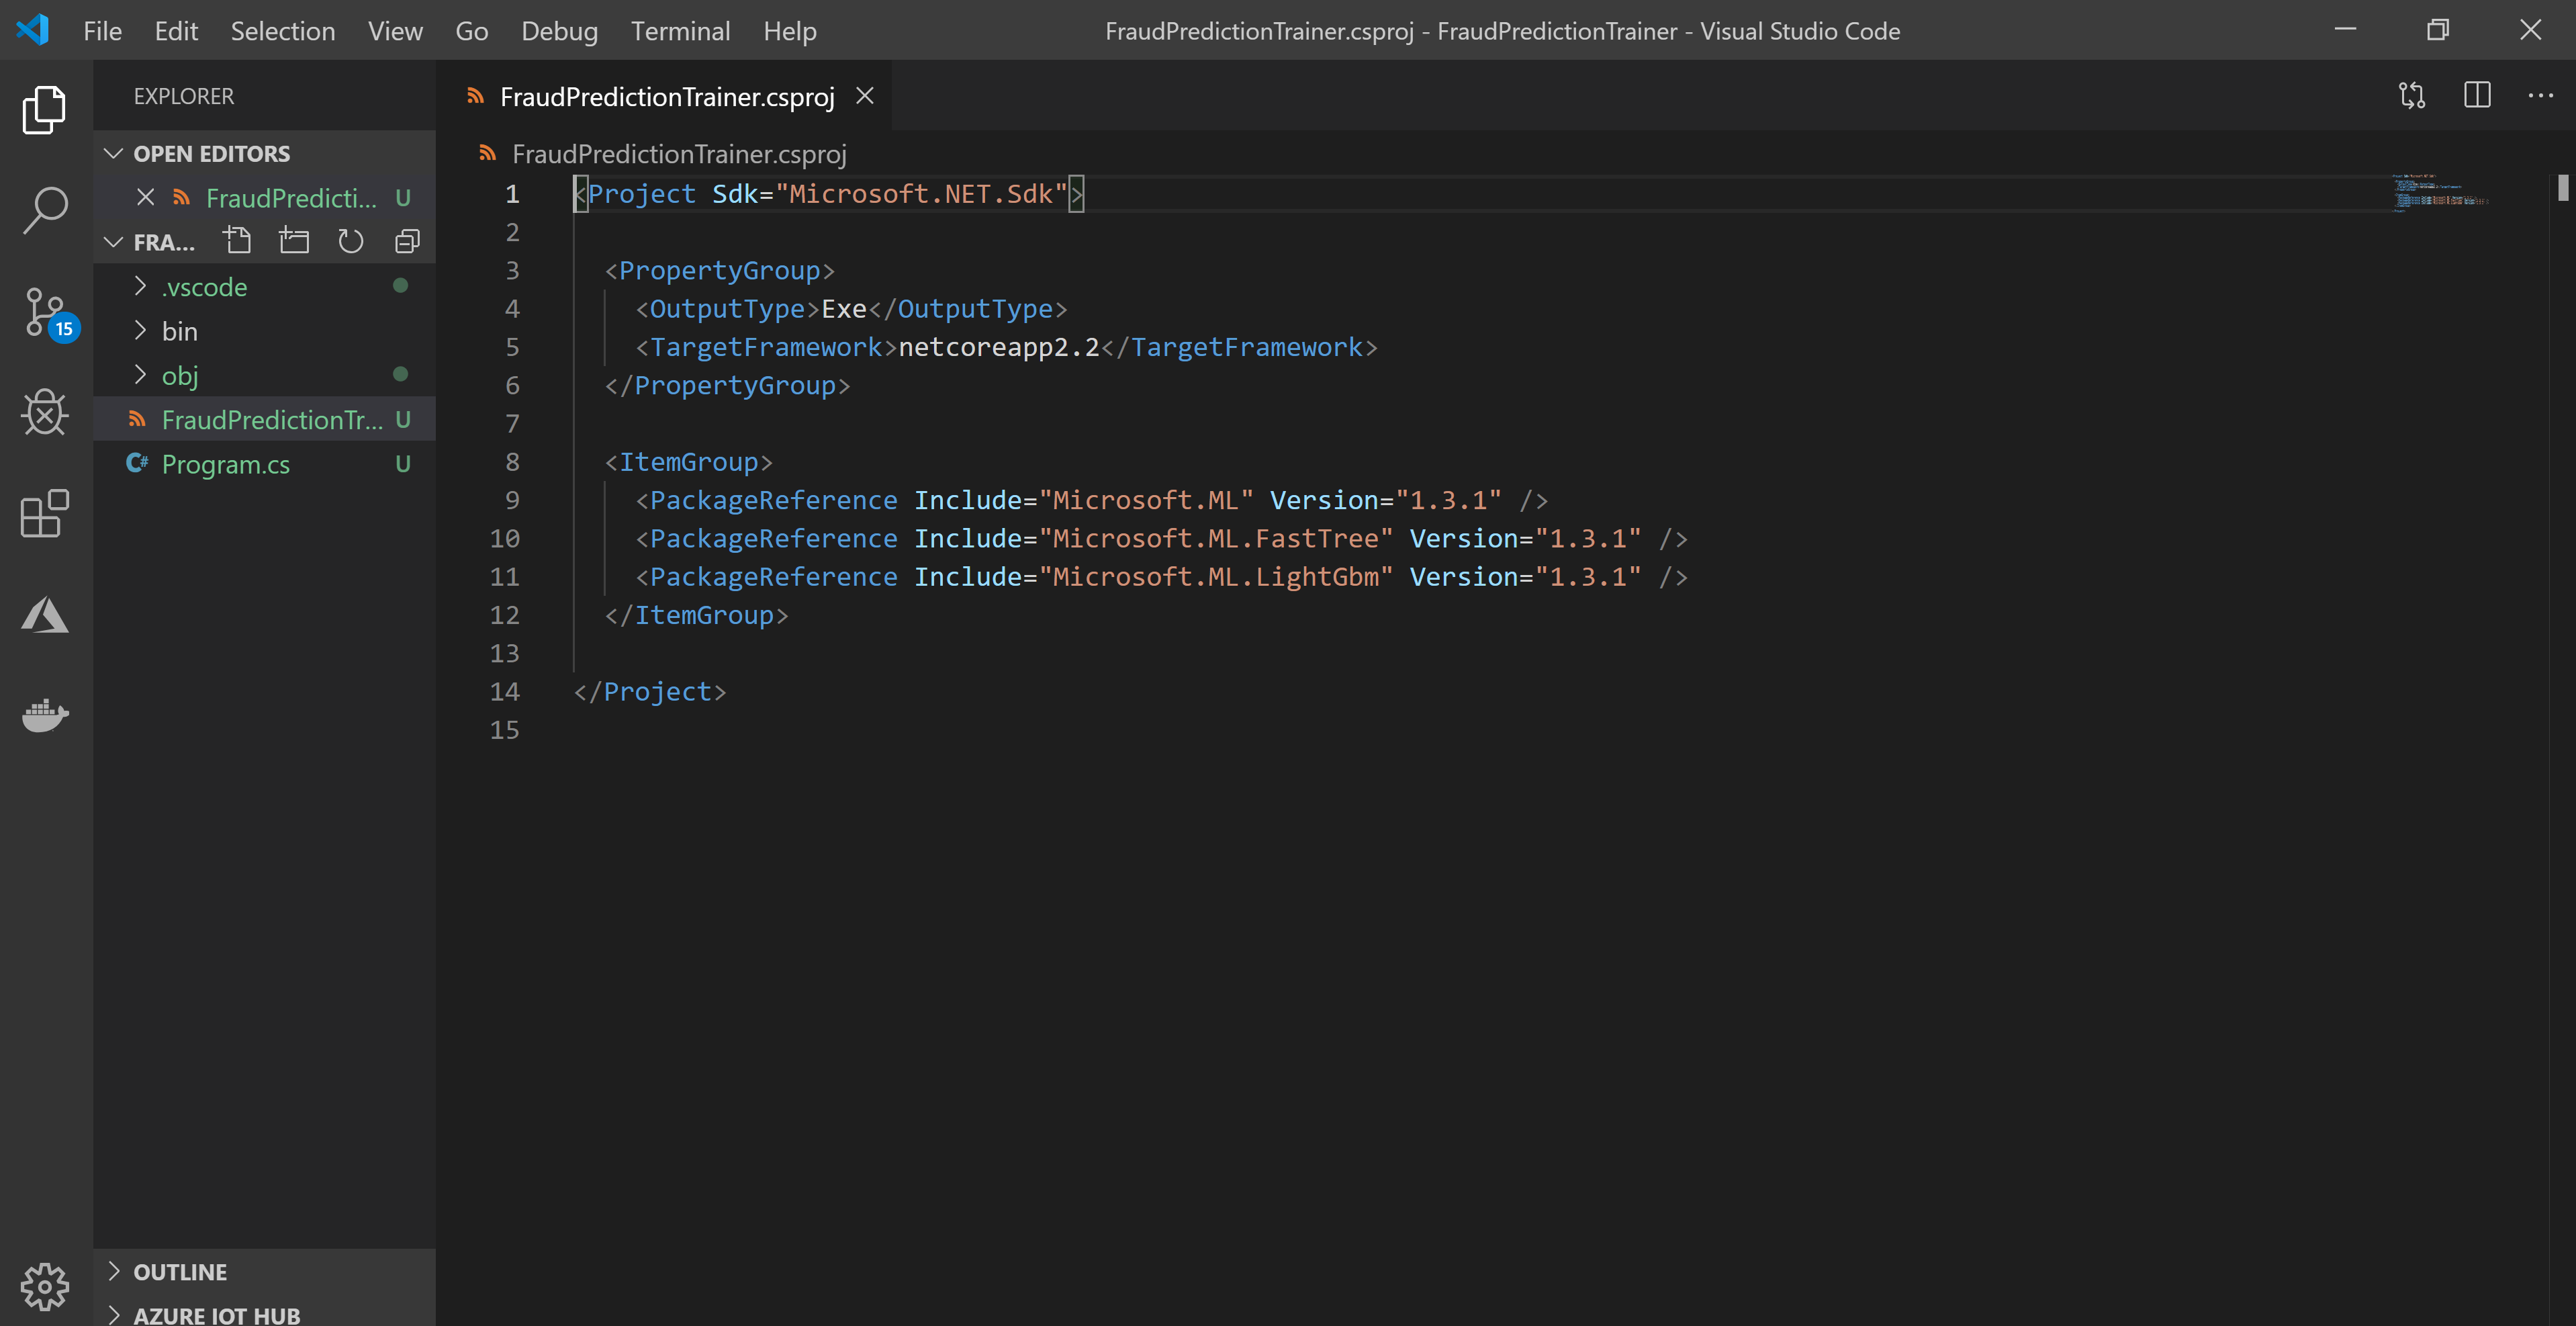 File Edit Selection View Go Debug Terminal Help
FraudPredictionTrainer.csproj - FraudPredictionTrainer - Visual Studio Code
EXPLORER
OPEN EDITORS
FraudPredicti... U
FRA...
.vscode
bin
obj
FraudPredictionTr... U
C# Program.cs U
OUTLINE
AZURE IOT HUB
15
FraudPredictionTrainer.csproj
FraudPredictionTrainer.csproj
1 <Project Sdk="Microsoft.NET.Sdk">
2
3 <PropertyGroup>
4 <OutputType>Exe</OutputType>
5 <TargetFramework>netcoreapp2.2</TargetFramework>
6 </PropertyGroup>
7
8 <ItemGroup>
9 <PackageReference Include="Microsoft.ML" Version="1.3.1" />
10 <PackageReference Include="Microsoft.ML.FastTree" Version="1.3.1" />
11 <PackageReference Include="Microsoft.ML.LightGbm" Version="1.3.1" />
12 </ItemGroup>
13
14 </Project>
15